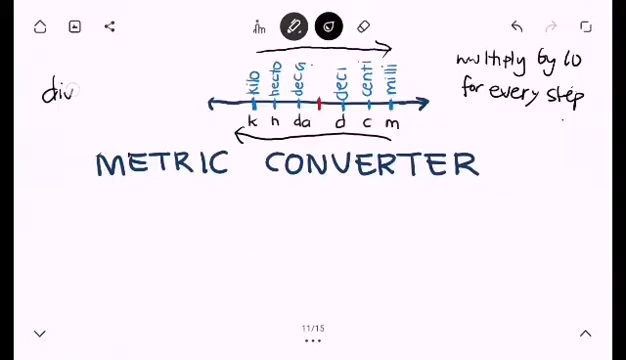 kilo hecto deca deci centi milli
k h da d c m
div
multiply by 10
for every step
METRIC CONVERTER
11/15